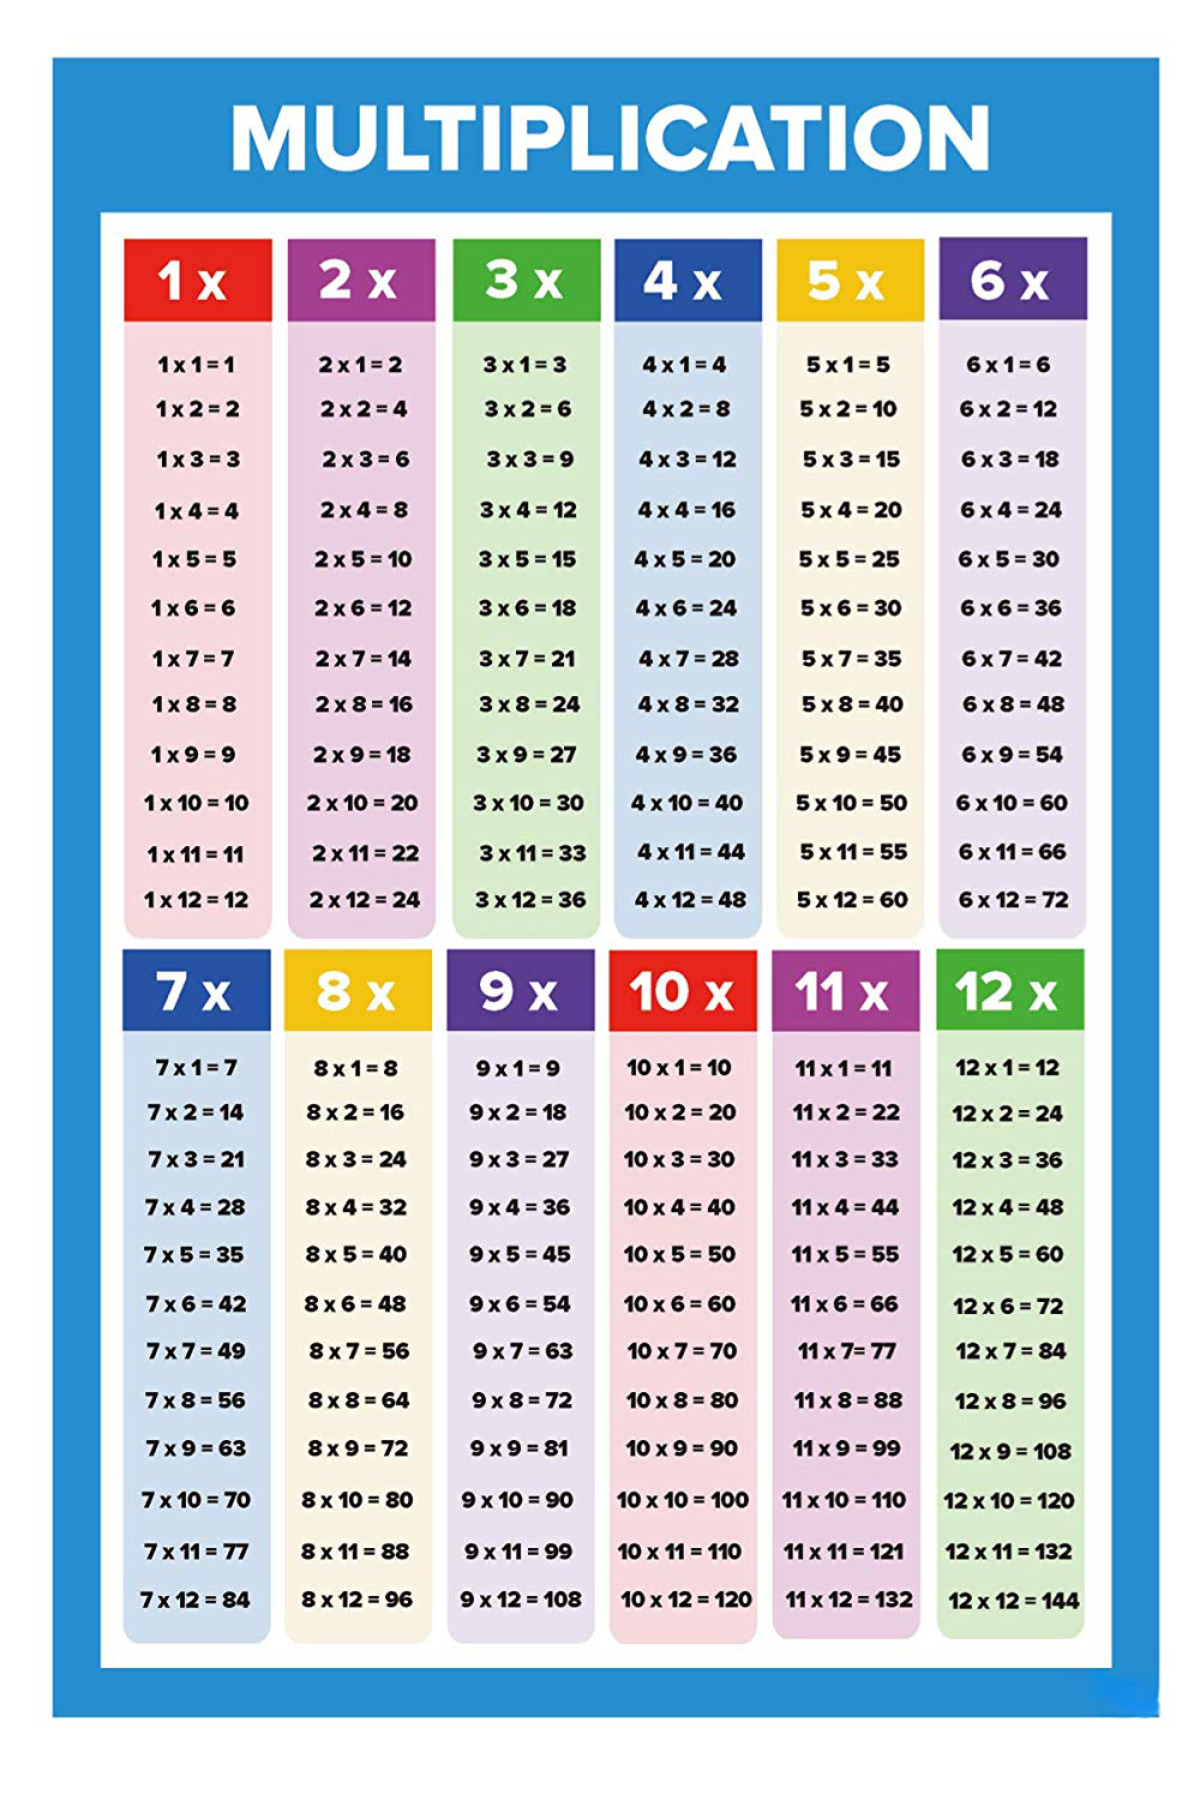 MULTIPLICATION
1 x
1 x 1 = 1
1 x 2 = 2
1 x 3 = 3
1 x 4 = 4
1 x 5 = 5
1 x 6 = 6
1 x 7 = 7
1 x 8 = 8
1 x 9 = 9
1 x 10 = 10
1 x 11 = 11
1 x 12 = 12
2 x
2 x 1 = 2
2 x 2 = 4
2 x 3 = 6
2 x 4 = 8
2 x 5 = 10
2 x 6 = 12
2 x 7 = 14
2 x 8 = 16
2 x 9 = 18
2 x 10 = 20
2 x 11 = 22
2 x 12 = 24
3 x
3 x 1 = 3
3 x 2 = 6
3 x 3 = 9
3 x 4 = 12
3 x 5 = 15
3 x 6 = 18
3 x 7 = 21
3 x 8 = 24
3 x 9 = 27
3 x 10 = 30
3 x 11 = 33
3 x 12 = 36
4 x
4 x 1 = 4
4 x 2 = 8
4 x 3 = 12
4 x 4 = 16
4 x 5 = 20
4 x 6 = 24
4 x 7 = 28
4 x 8 = 32
4 x 9 = 36
4 x 10 = 40
4 x 11 = 44
4 x 12 = 48
5 x
5 x 1 = 5
5 x 2 = 10
5 x 3 = 15
5 x 4 = 20
5 x 5 = 25
5 x 6 = 30
5 x 7 = 35
5 x 8 = 40
5 x 9 = 45
5 x 10 = 50
5 x 11 = 55
5 x 12 = 60
6 x
6 x 1 = 6
6 x 2 = 12
6 x 3 = 18
6 x 4 = 24
6 x 5 = 30
6 x 6 = 36
6 x 7 = 42
6 x 8 = 48
6 x 9 = 54
6 x 10 = 60
6 x 11 = 66
6 x 12 = 72
7 x
7 x 1 = 7
7 x 2 = 14
7 x 3 = 21
7 x 4 = 28
7 x 5 = 35
7 x 6 = 42
7 x 7 = 49
7 x 8 = 56
7 x 9 = 63
7 x 10 = 70
7 x 11 = 77
7 x 12 = 84
8 x
8 x 1 = 8
8 x 2 = 16
8 x 3 = 24
8 x 4 = 32
8 x 5 = 40
8 x 6 = 48
8 x 7 = 56
8 x 8 = 64
8 x 9 = 72
8 x 10 = 80
8 x 11 = 88
8 x 12 = 96
9 x
9 x 1 = 9
9 x 2 = 18
9 x 3 = 27
9 x 4 = 36
9 x 5 = 45
9 x 6 = 54
9 x 7 = 63
9 x 8 = 72
9 x 9 = 81
9 x 10 = 90
9 x 11 = 99
9 x 12 = 108
10 x
10 x 1 = 10
10 x 2 = 20
10 x 3 = 30
10 x 4 = 40
10 x 5 = 50
10 x 6 = 60
10 x 7 = 70
10 x 8 = 80
10 x 9 = 90
10 x 10 = 100
10 x 11 = 110
10 x 12 = 120
11 x
11 x 1 = 11
11 x 2 = 22
11 x 3 = 33
11 x 4 = 44
11 x 5 = 55
11 x 6 = 66
11 x 7= 77
11 x 8 = 88
11 x 9 = 99
11 x 10 = 110
11 x 11 = 121
11 x 12 = 132
12 x
12 x 1 = 12
12 x 2 = 24
12 x 3 = 36
12 x 4 = 48
12 x 5 = 60
12 x 6 = 72
12 x 7 = 84
12 x 8 = 96
12 x 9 = 108
12 x 10 = 120
12 x 11 = 132
12 x 12 = 144